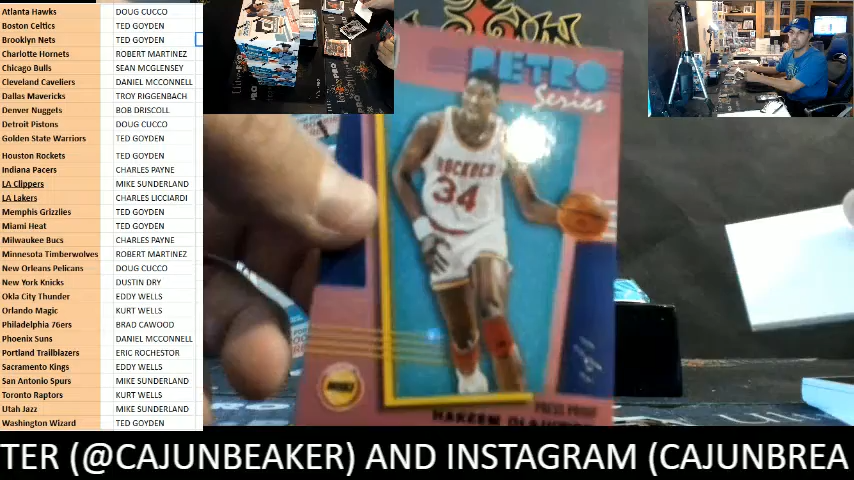 Atlanta Hawks DOUG CUCCO
Boston Celtics TED GOYDEN
Brooklyn Nets TED GOYDEN
Charlotte Hornets ROBERT MARTINEZ
Chicago Bulls SEAN MCGLENSEY
Cleveland Cavaliers DANIEL MCCONNELL
Dallas Mavericks TROY RIGGENBACH
Denver Nuggets BOB DRISCOLL
Detroit Pistons DOUG CUCCO
Golden State Warriors TED GOYDEN
Houston Rockets TED GOYDEN
Indiana Pacers CHARLES PAYNE
LA Clippers MIKE SUNDERLAND
LA Lakers CHARLES LICCIARDI
Memphis Grizzlies TED GOYDEN
Miami Heat TED GOYDEN
Milwaukee Bucs CHARLES PAYNE
Minnesota Timberwolves ROBERT MARTINEZ
New Orleans Pelicans DOUG CUCCO
New York Knicks DUSTIN DRY
Okla City Thunder EDDY WELLS
Orlando Magic KURT WELLS
Philadelphia 76ers BRAD CAWOOD
Phoenix Suns DANIEL MCCONNELL
Portland Trailblazers ERIC ROCHESTOR
Sacramento Kings EDDY WELLS
San Antonio Spurs MIKE SUNDERLAND
Toronto Raptors KURT WELLS
Utah Jazz MIKE SUNDERLAND
Washington Wizard TED GOYDEN
RETRO
Series
ROCKETS
34
PRESS PROOF
HAKEEM
TER (@CAJUNBEAKER) AND INSTAGRAM (CAJUNBREA